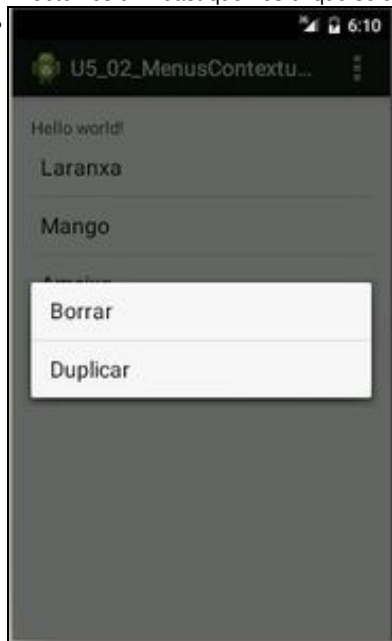 6:10
U5_02_MenusContextu...
Hello world!
Laranxa
Mango
Borrar
Duplicar